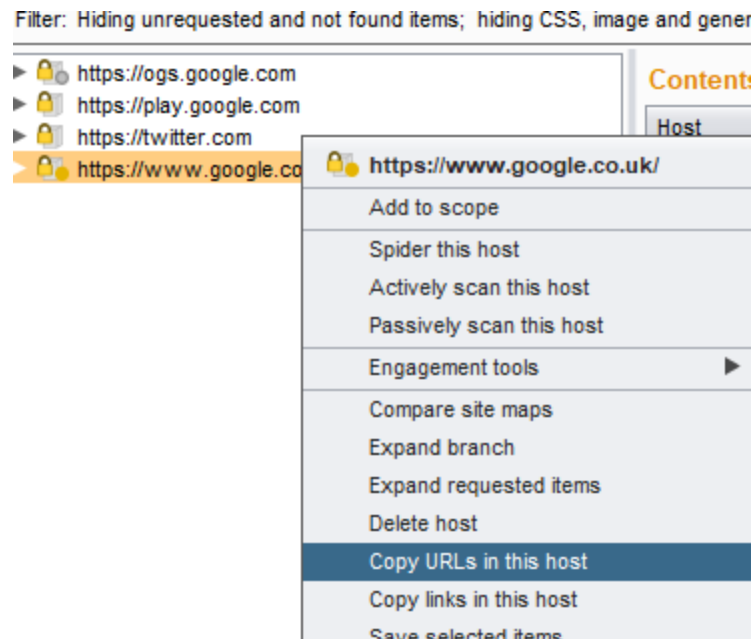 Filter: Hiding unrequested and not found items; hiding CSS, image and gener
https://ogs.google.com
https://play.google.com
https://twitter.com
https://www.google.co
Contents
Host
https://www.google.co.uk/
Add to scope
Spider this host
Actively scan this host
Passively scan this host
Engagement tools
Compare site maps
Expand branch
Expand requested items
Delete host
Copy URLs in this host
Copy links in this host
Save selected items